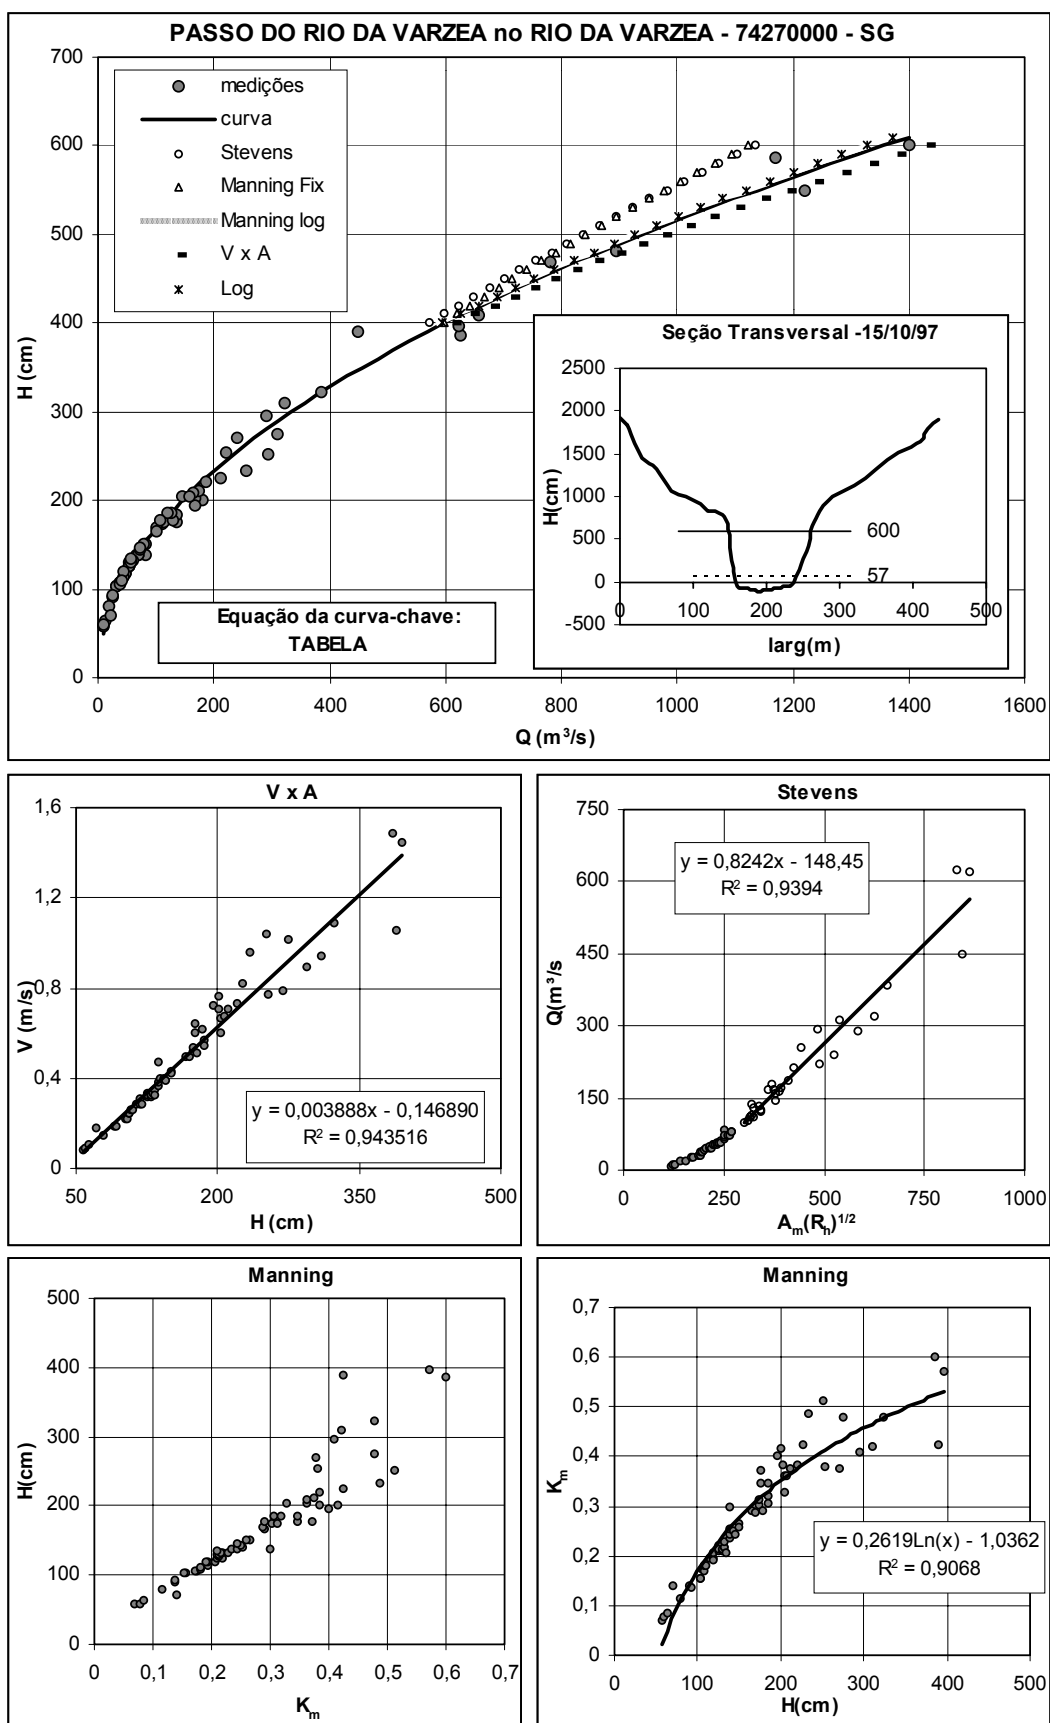 PASSO DO RIO DA VARZEA no RIO DA VARZEA - 74270000 - SG
700
600
500
400
300
200
100
0
H (cm)
medições
curva
Stevens
Manning Fix
Manning log
V x A
Log
Equação da curva-chave:
TABELA
0 200 400 600 800 1000 1200 1400 1600
Q (m³/s)
Seção Transversal -15/10/97
2500
2000
1500
1000
500
0
-500
H(cm)
600
57
0 100 200 300 400 500
larg(m)
V x A
1,6
1,2
0,8
0,4
0
V (m/s)
y = 0,003888x - 0,146890
R² = 0,943516
50 200 350 500
H (cm)
Stevens
750
600
450
300
150
0
Q(m³/s)
y = 0,8242x - 148,45
R² = 0,9394
0 250 500 750 1000
Aₘ(Rₕ)¹/²
Manning
500
400
300
200
100
0
H(cm)
0 0,1 0,2 0,3 0,4 0,5 0,6 0,7
Kₘ
Manning
0,7
0,6
0,5
0,4
0,3
0,2
0,1
0
Kₘ
y = 0,2619Ln(x) - 1,0362
R² = 0,9068
0 100 200 300 400 500
H(cm)